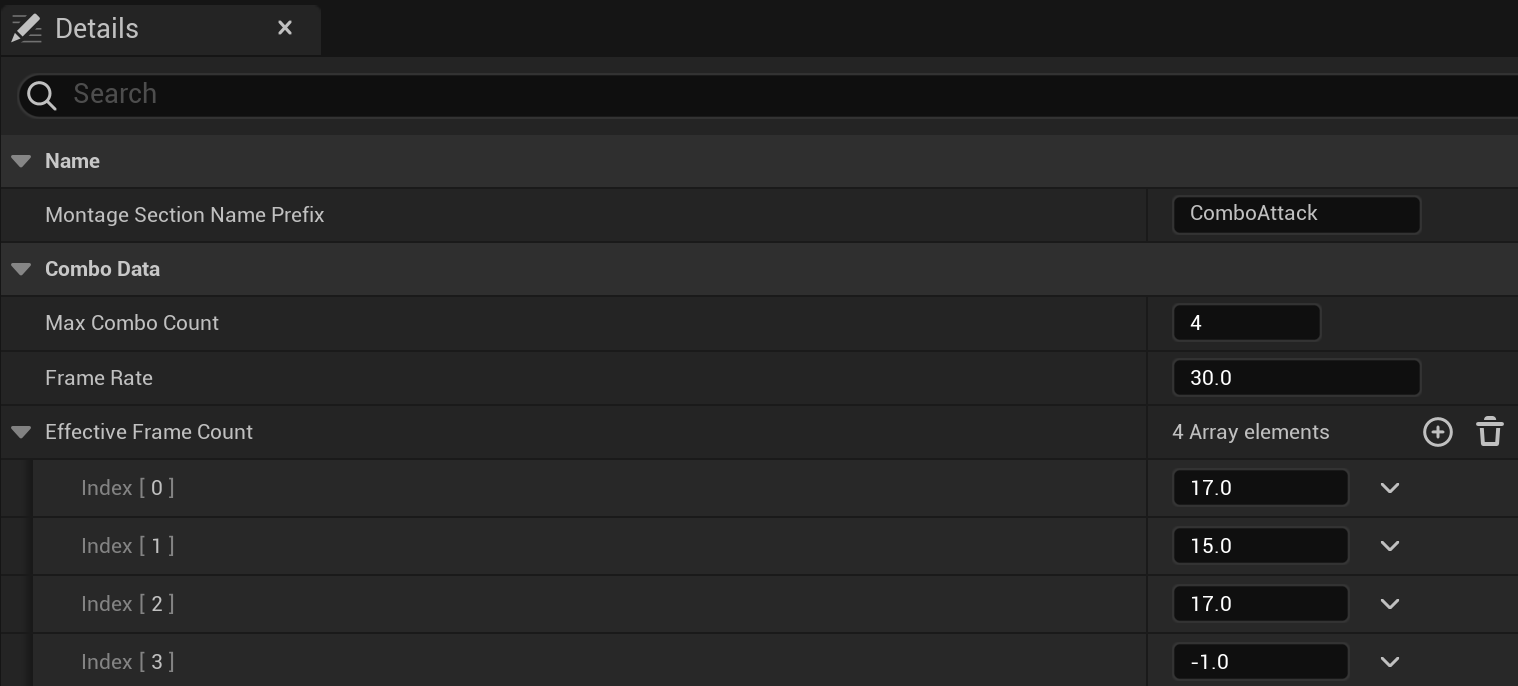 Details
Search
Name
Montage Section Name Prefix ComboAttack
Combo Data
Max Combo Count 4
Frame Rate 30.0
Effective Frame Count 4 Array elements
Index [ 0 ] 17.0
Index [ 1 ] 15.0
Index [ 2 ] 17.0
Index [ 3 ] -1.0